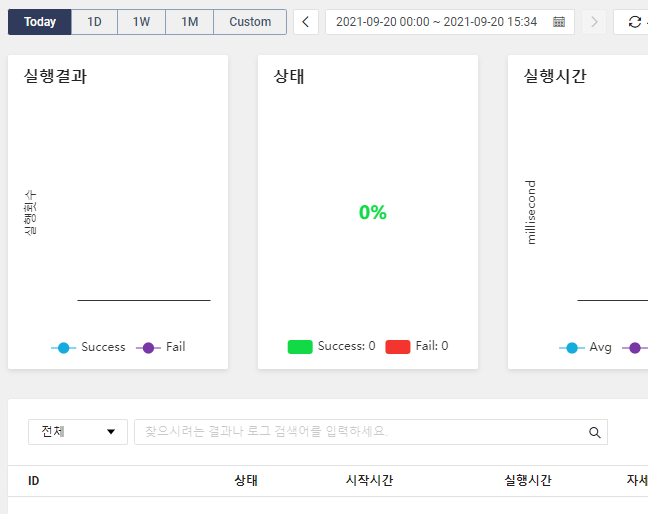 Today 1D 1W 1M Custom 2021-09-20 00:00 ~ 2021-09-20 15:34
실행결과
실행횟수
Success Fail
상태
0%
Success: 0 Fail: 0
실행시간
millisecond
Avg
전체 찾으시려는 결과나 로그 검색어를 입력하세요.
ID 상태 시작시간 실행시간